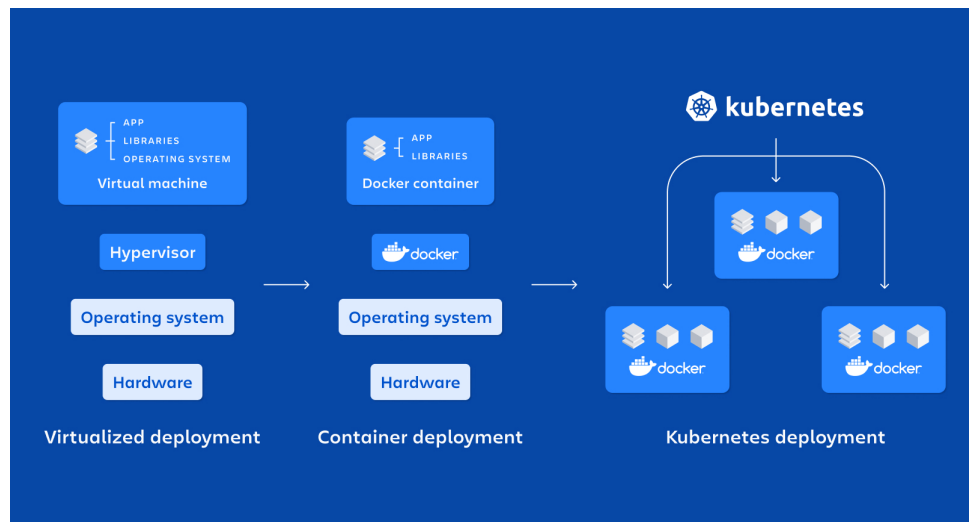 APP
LIBRARIES
OPERATING SYSTEM
Virtual machine
Hypervisor
Operating system
Hardware
Virtualized deployment
APP
LIBRARIES
Docker container
docker
Operating system
Hardware
Container deployment
kubernetes
docker
docker
docker
Kubernetes deployment